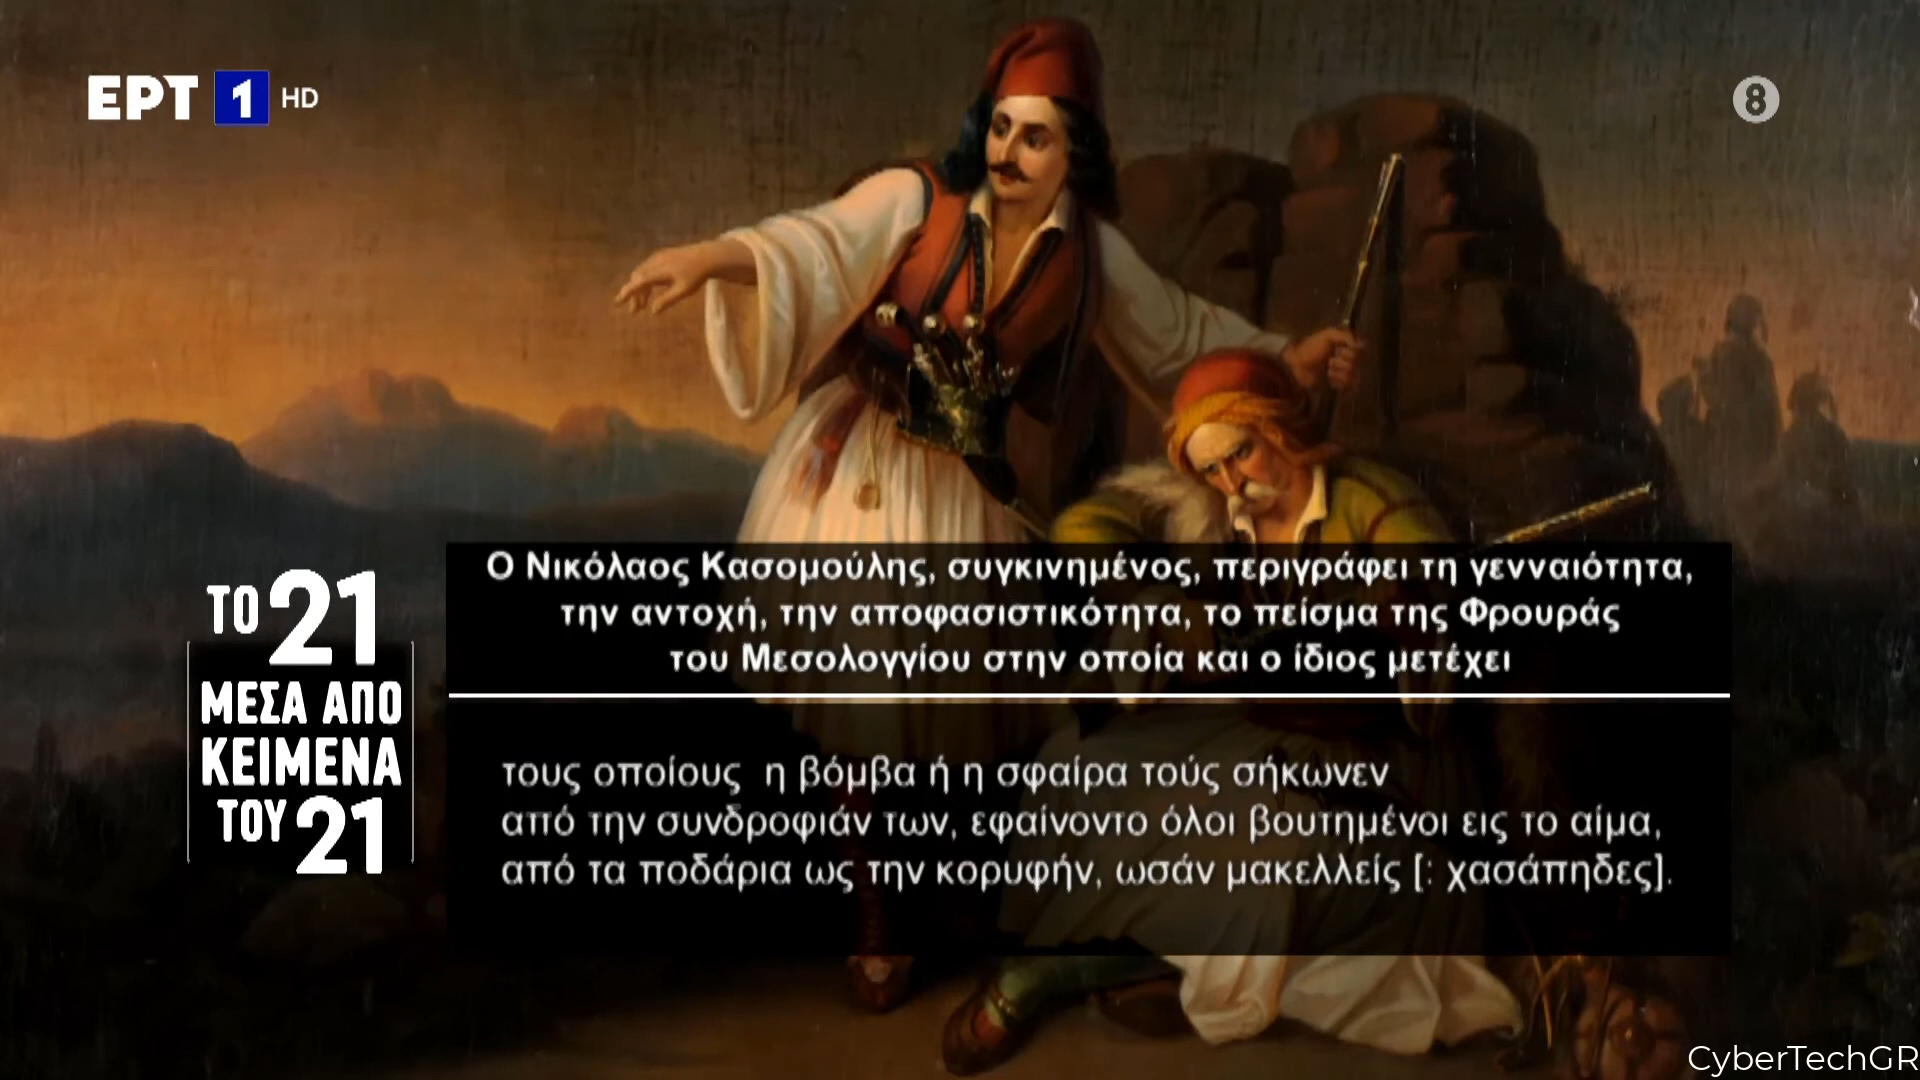 ΕΡΤ 1 HD
8
Ο Νικόλαος Κασομούλης, συγκινημένος, περιγράφει τη γενναιότητα,
την αντοχή, την αποφασιστικότητα, το πείσμα της Φρουράς
του Μεσολογγίου στην οποία και ο ίδιος μετέχει
ΤΟ 21
ΜΕΣΑ ΑΠΟ
ΚΕΙΜΕΝΑ
ΤΟΥ 21
τους οποίους η βόμβα ή η σφαίρα τούς σήκωνεν
από την συνδροφιάν των, εφαίνοντο όλοι βουτημένοι εις το αίμα,
από τα ποδάρια ως την κορυφήν, ωσάν μακελλείς [: χασάπηδες].
CyberTechGR